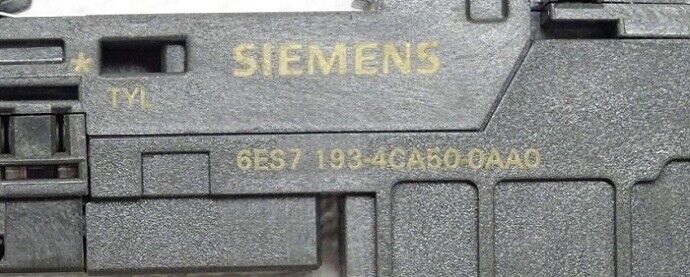 SIEMENS
* TYL
6ES7 193-4CA50-0AA0